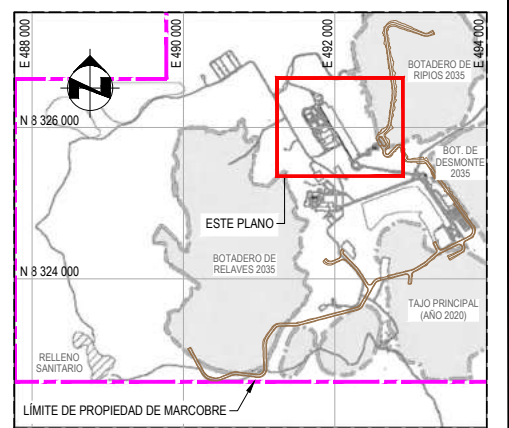 E 488 000
E 490 000
E 492 000
E 494 000
BOTADERO DE
RIPIOS 2035
N
N 8 326 000
BOT. DE
DESMONTE
2035
ESTE PLANO
BOTADERO DE
RELAVES 2035
N 8 324 000
TAJO PRINCIPAL
(AÑO 2020)
RELLENO
SANITARIO
LÍMITE DE PROPIEDAD DE MARCOBRE